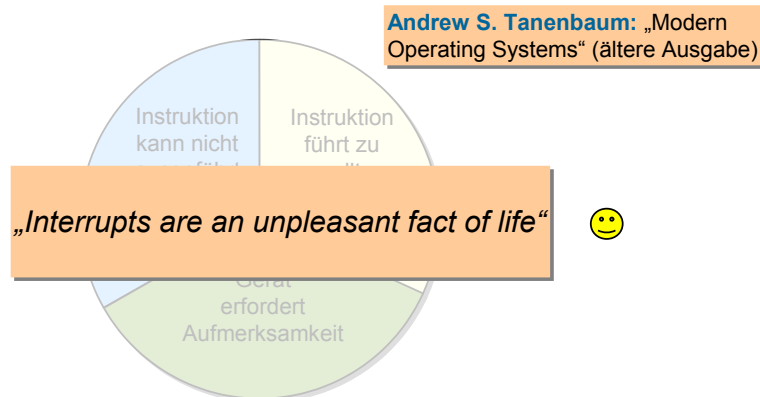 Andrew S. Tanenbaum: „Modern
Operating Systems“ (ältere Ausgabe)
Instruktion
kann nicht
Instruktion
führt zu
„Interrupts are an unpleasant fact of life“
Gerät
erfordert
Aufmerksamkeit